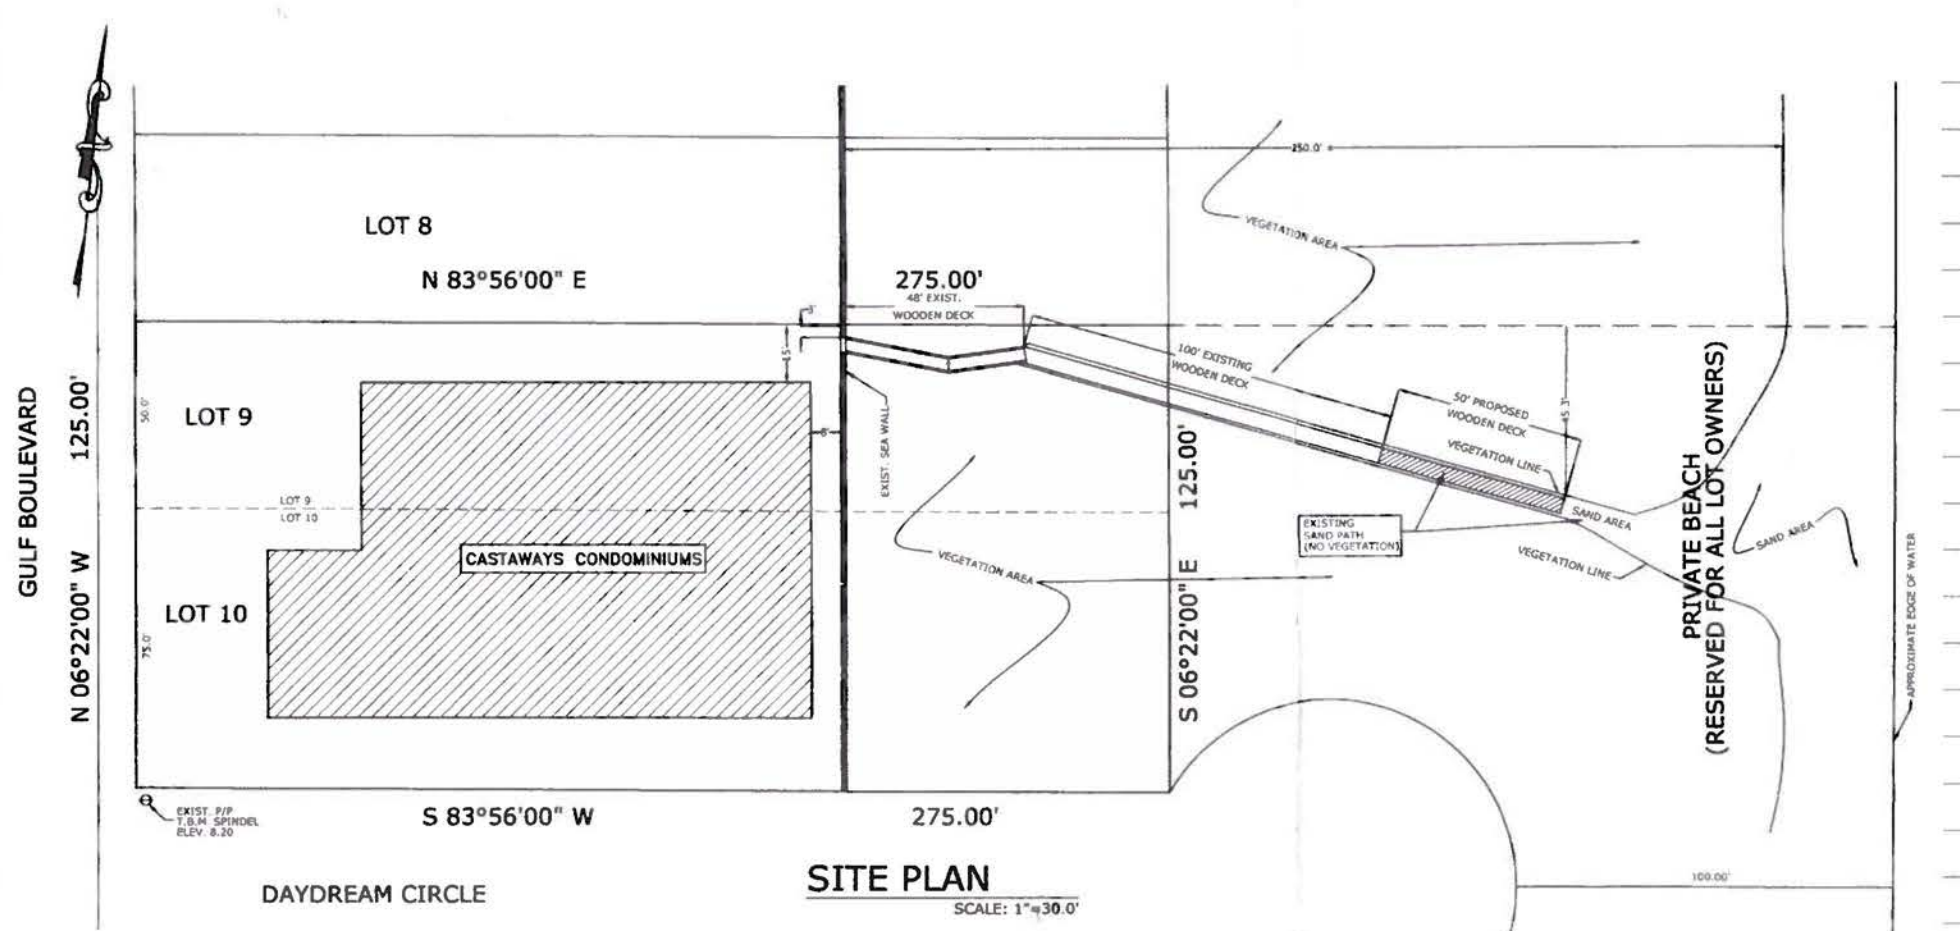 LOT 8
N 83°56'00" E
275.00'
48' EXIST.
WOODEN DECK
250.0' ±
VEGETATION AREA
3'
15'
100' EXISTING
WOODEN DECK
50' PROPOSED
WOODEN DECK
VEGETATION LINE
45.3'
GULF BOULEVARD
N 06°22'00" W 125.00'
50.0'
LOT 9
EXIST. SEA WALL
LOT 9
LOT 10
CASTAWAYS CONDOMINIUMS
VEGETATION AREA
LOT 10
75.0'
S 06°22'00" E 125.00'
EXISTING
SAND PATH
(NO VEGETATION)
SAND AREA
VEGETATION LINE
PRIVATE BEACH
(RESERVED FOR ALL LOT OWNERS)
SAND AREA
APPROXIMATE EDGE OF WATER
EXIST. P/P
T.B.M. SPINDEL
ELEV. 8.20
S 83°56'00" W
275.00'
DAYDREAM CIRCLE
SITE PLAN
SCALE: 1"=30.0'
100.00'